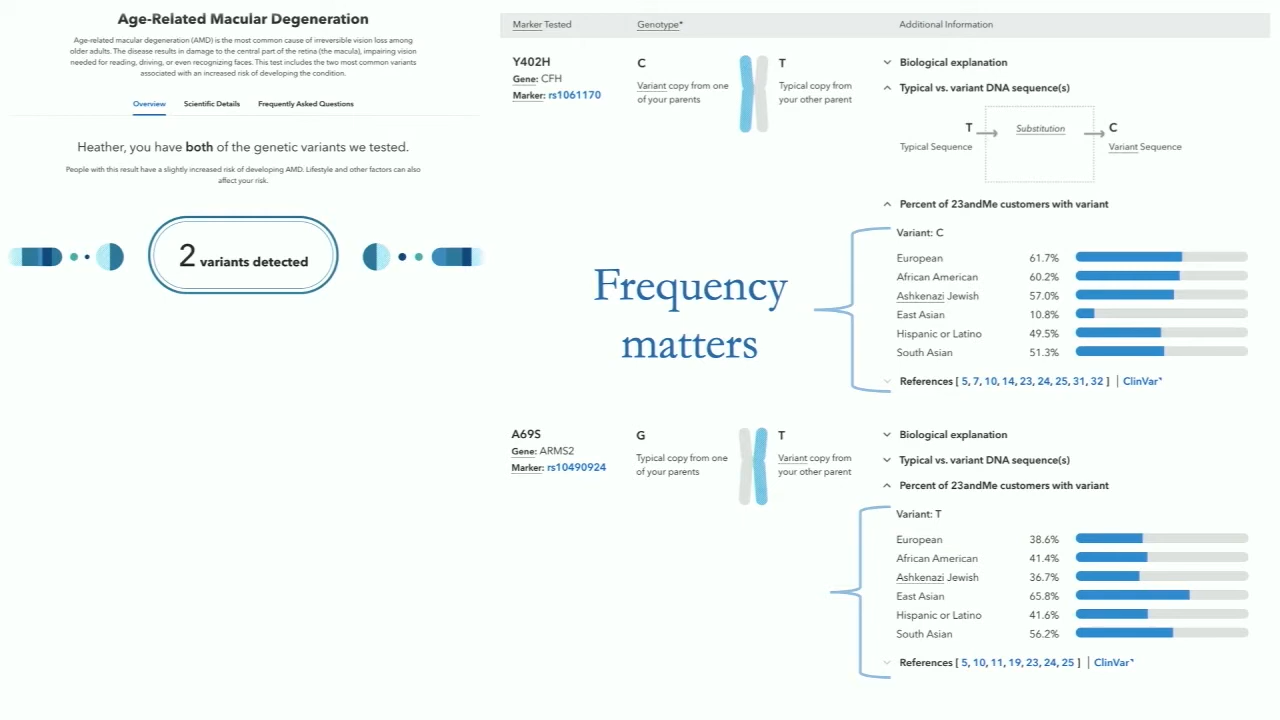 Age-Related Macular Degeneration
Age-related macular degeneration (AMD) is the most common cause of irreversible vision loss among
older adults. The disease results in damage to the central part of the retina (the macula), impairing vision
needed for reading, driving, or even recognizing faces. This test includes the two most common variants
associated with an increased risk of developing the condition.
Overview Scientific Details Frequently Asked Questions
Heather, you have both of the genetic variants we tested.
People with this result have a slightly increased risk of developing AMD. Lifestyle and other factors can also
affect your risk.
2 variants detected
Marker Tested Genotype* Additional Information
Y402H
Gene: CFH
Marker: rs1061170
C
Variant copy from one
of your parents
T
Typical copy from
your other parent
Biological explanation
Typical vs. variant DNA sequence(s)
T
Typical Sequence
Substitution
C
Variant Sequence
Percent of 23andMe customers with variant
Variant: C
European 61.7%
African American 60.2%
Ashkenazi Jewish 57.0%
East Asian 10.8%
Hispanic or Latino 49.5%
South Asian 51.3%
References [ 5, 7, 10, 14, 23, 24, 25, 31, 32 ] | ClinVar
Frequency
matters
A69S
Gene: ARMS2
Marker: rs10490924
G
Typical copy from one
of your parents
T
Variant copy from
your other parent
Biological explanation
Typical vs. variant DNA sequence(s)
Percent of 23andMe customers with variant
Variant: T
European 38.6%
African American 41.4%
Ashkenazi Jewish 36.7%
East Asian 65.8%
Hispanic or Latino 41.6%
South Asian 56.2%
References [ 5, 10, 11, 19, 23, 24, 25 ] | ClinVar